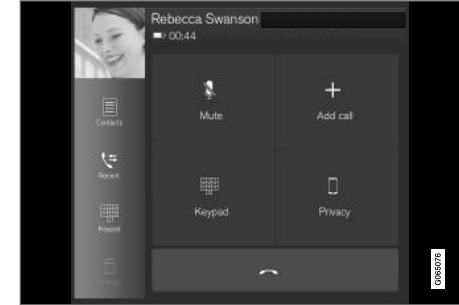 Rebecca Swanson
00:44
Contacts
Recent
Keypad
Mute
Add call
Keypad
Privacy
G065076